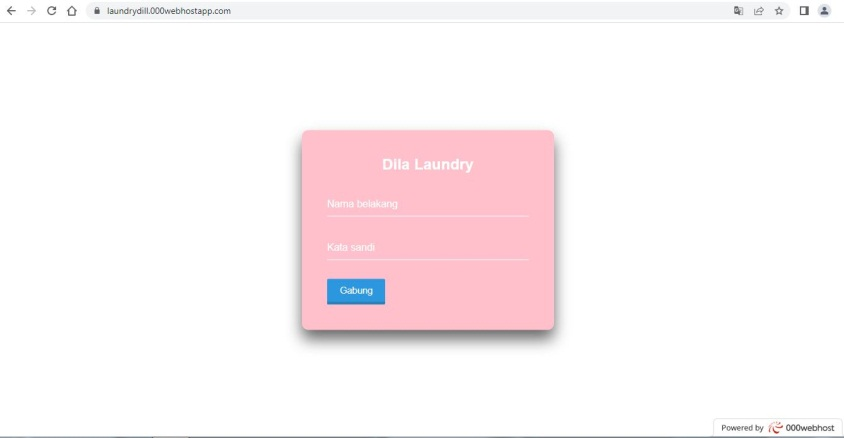 laundrydill.000webhostapp.com
Dila Laundry
Nama belakang
Kata sandi
Gabung
Powered by 000webhost